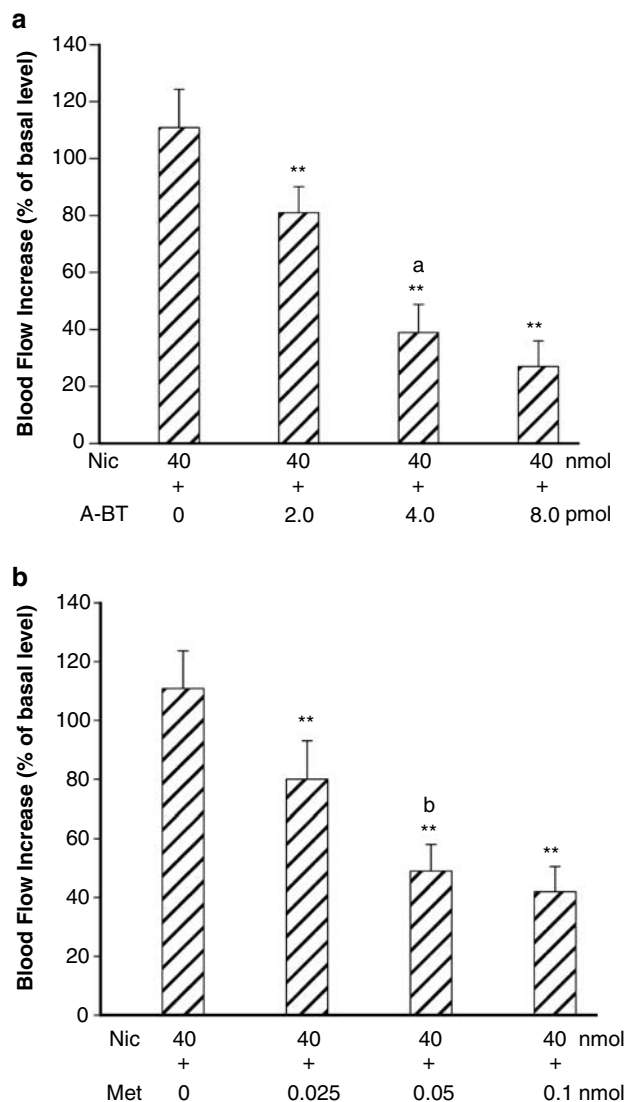 a
Blood Flow Increase (% of basal level)
140
120
100
80
60
40
20
0
**
a
**
**
Nic 40 40 40 40 nmol
+ + + +
A-BT 0 2.0 4.0 8.0 pmol
b
Blood Flow Increase (% of basal level)
140
120
100
80
60
40
20
0
**
b
**
**
Nic 40 40 40 40 nmol
+ + + +
Met 0 0.025 0.05 0.1 nmol